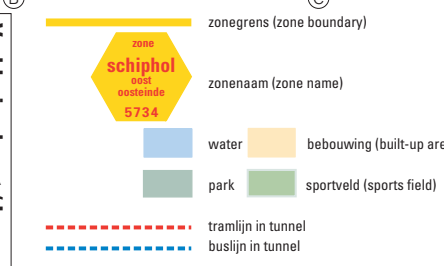 B
C
zonegrens (zone boundary)
zone
schiphol
oost
oosteinde
5734
zonenaam (zone name)
water
bebouwing (built-up are
park
sportveld (sports field)
tramlijn in tunnel
buslijn in tunnel